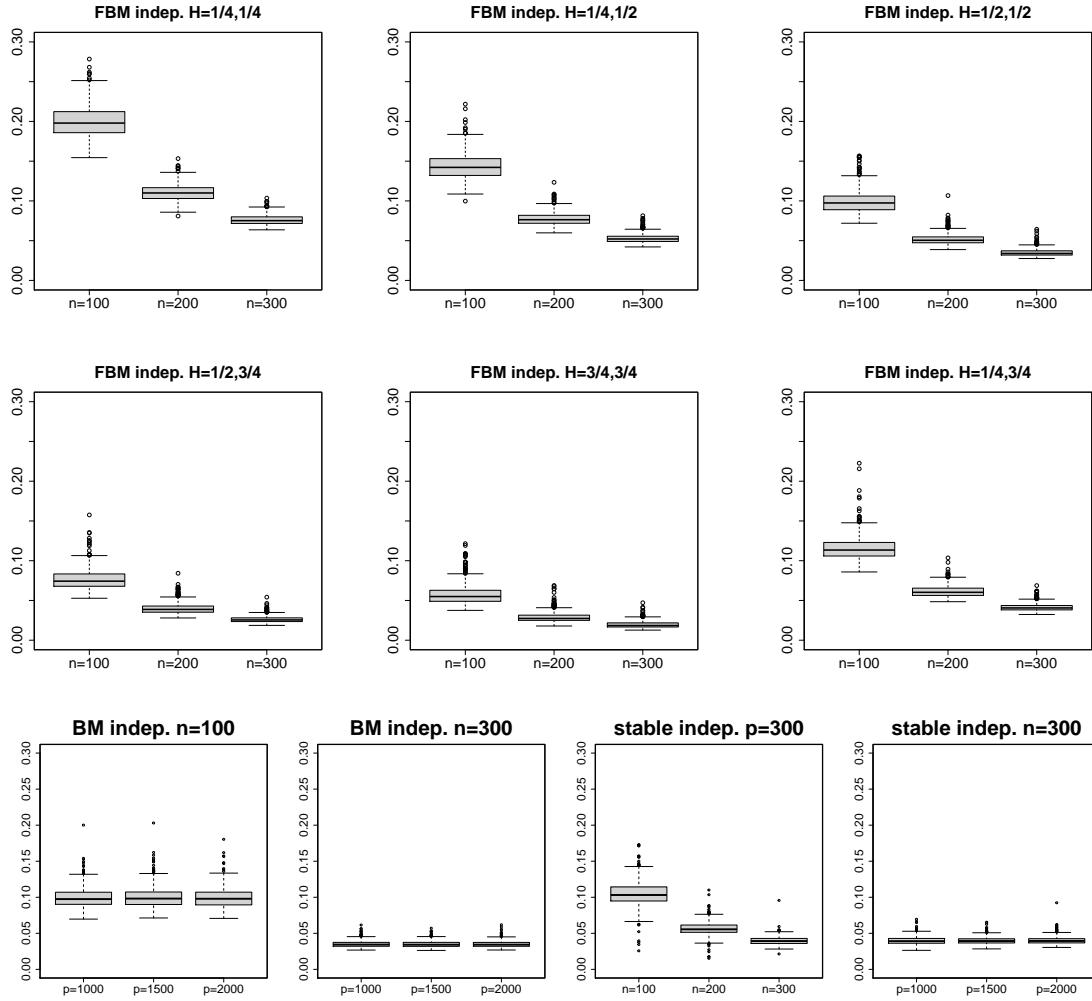 FBM indep. H=1/4,1/4
0.30
0.20
0.10
0.00
n=100
n=200
n=300
FBM indep. H=1/4,1/2
0.30
0.20
0.10
0.00
n=100
n=200
n=300
FBM indep. H=1/2,1/2
0.30
0.20
0.10
0.00
n=100
n=200
n=300
FBM indep. H=1/2,3/4
0.30
0.20
0.10
0.00
n=100
n=200
n=300
FBM indep. H=3/4,3/4
0.30
0.20
0.10
0.00
n=100
n=200
n=300
FBM indep. H=1/4,3/4
0.30
0.20
0.10
0.00
n=100
n=200
n=300
BM indep. n=100
0.30
0.25
0.20
0.15
0.10
0.05
0.00
p=1000
p=1500
p=2000
BM indep. n=300
0.30
0.25
0.20
0.15
0.10
0.05
0.00
p=1000
p=1500
p=2000
stable indep. p=300
0.30
0.25
0.20
0.15
0.10
0.05
0.00
n=100
n=200
n=300
stable indep. n=300
0.30
0.25
0.20
0.15
0.10
0.05
0.00
p=1000
p=1500
p=2000